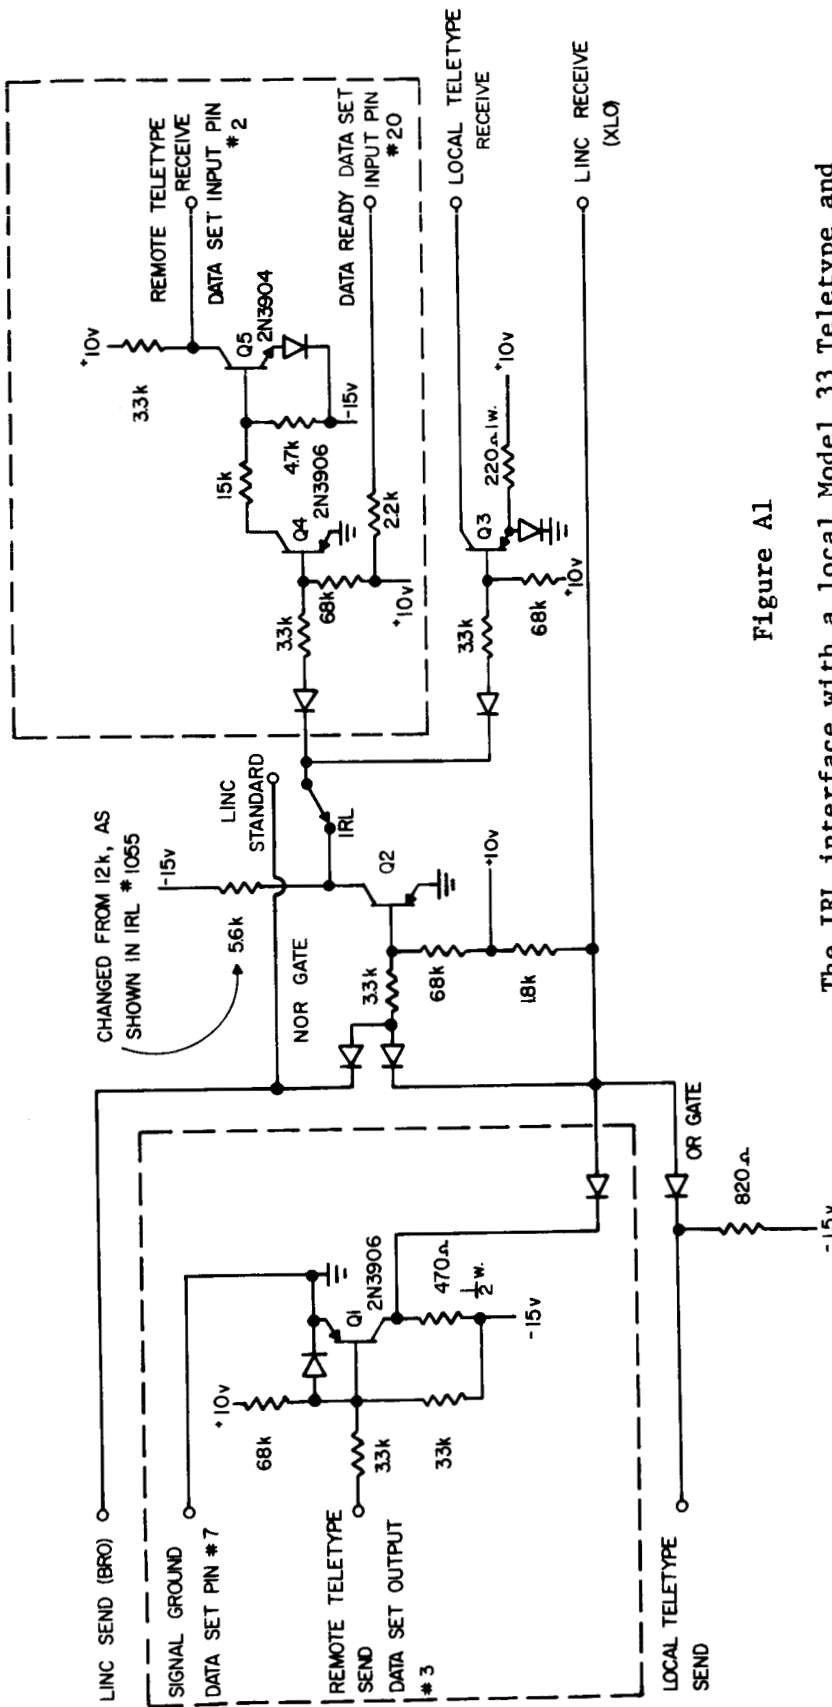 LINC SEND (BRO)
SIGNAL GROUND
DATA SET PIN #7
REMOTE TELETYPE
SEND
DATA SET OUTPUT
#3
LOCAL TELETYPE
SEND
+10v
68k
3.3k
33k
Q1
2N3906
470Ω
½ w.
-15v
OR GATE
820Ω
-15v
CHANGED FROM 12k, AS
SHOWN IN IRL #1055
5.6k
-15v
NOR GATE
LINC
STANDARD
IRL
3.3k
Q2
68k
+10v
1.8k
3.3k
68k
+10v
Q4
2N3906
15k
4.7k
-15v
2.2k
+10v
3.3k
Q5
2N3904
REMOTE TELETYPE
RECEIVE
DATA SET INPUT PIN
#2
DATA READY DATA SET
INPUT PIN
#20
3.3k
68k
+10v
Q3
220Ω 1w.
+10v
LOCAL TELETYPE
RECEIVE
LINC RECEIVE
(XLO)
Figure A1
The IRL interface with a local Model 33 Teletype and